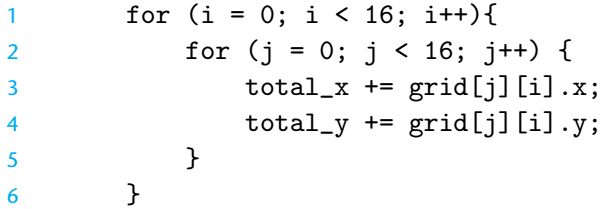 1 for (i = 0; i < 16; i++){
2 for (j = 0; j < 16; j++) {
3 total_x += grid[j][i].x;
4 total_y += grid[j][i].y;
5 }
6 }